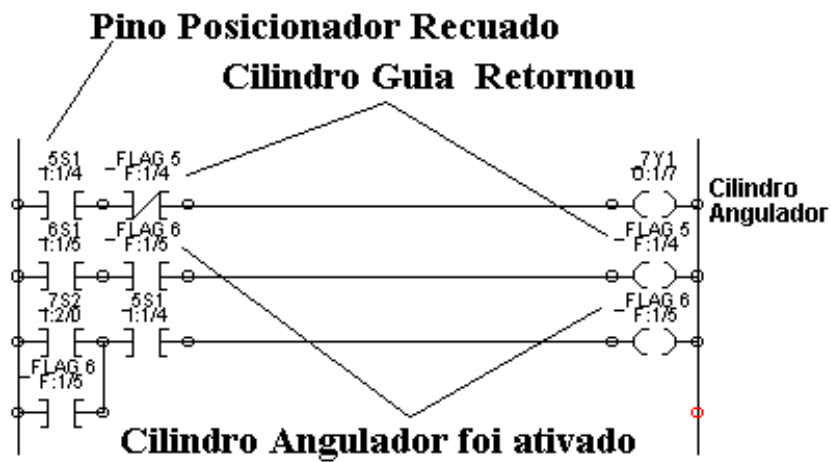 Pino Posicionador Recuado
Cilindro Guia Retornou
5S1
I:1/4
FLAG 5
F:1/4
7Y1
O:1/7
Cilindro
Angulador
6S1
I:1/5
FLAG 6
F:1/5
FLAG 5
F:1/4
7S2
I:2/0
5S1
I:1/4
FLAG 6
F:1/5
FLAG 6
F:1/5
Cilindro Angulador foi ativado